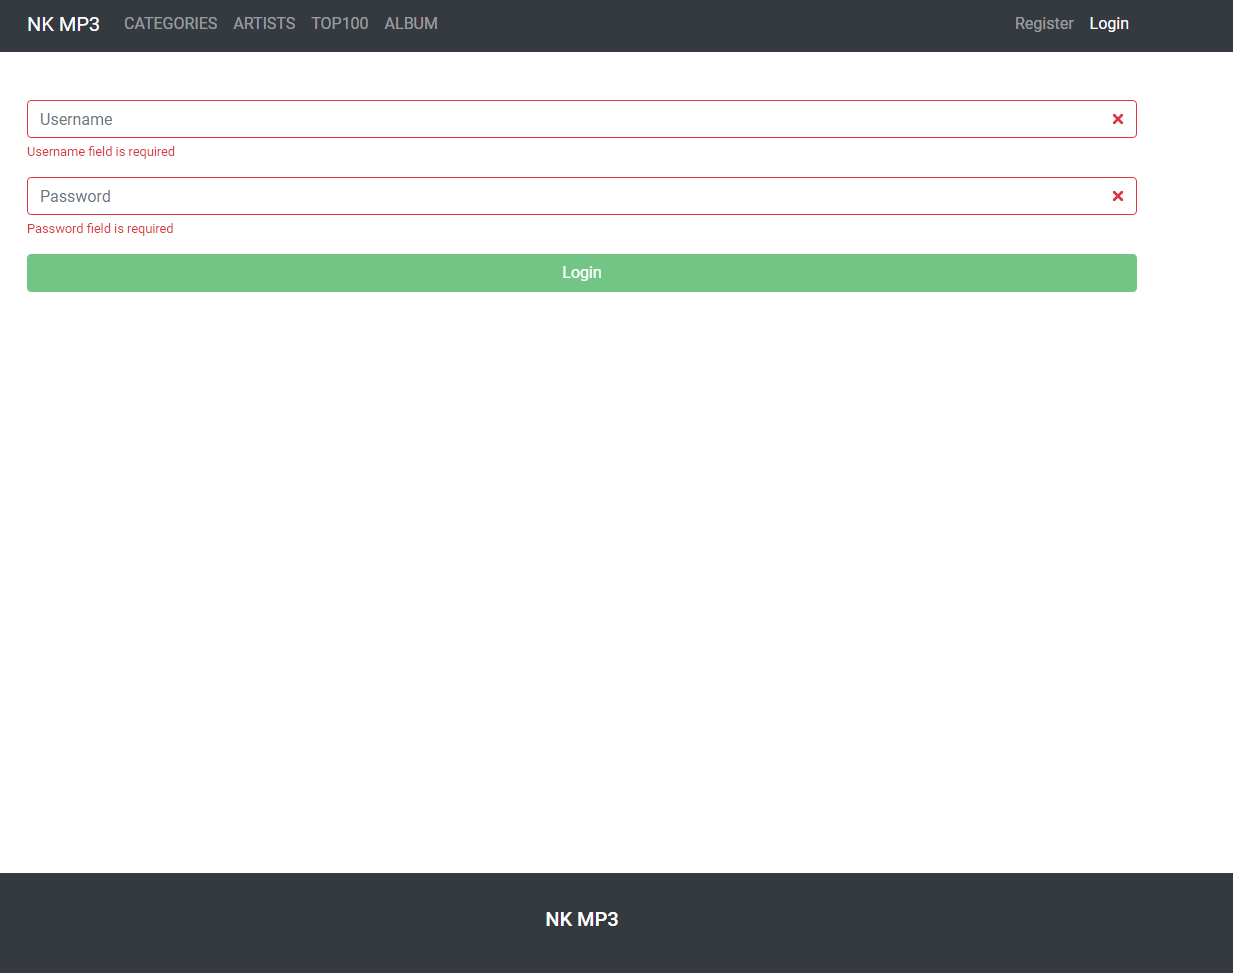 NK MP3 CATEGORIES ARTISTS TOP100 ALBUM Register Login
Username
Username field is required
Password
Password field is required
Login
NK MP3